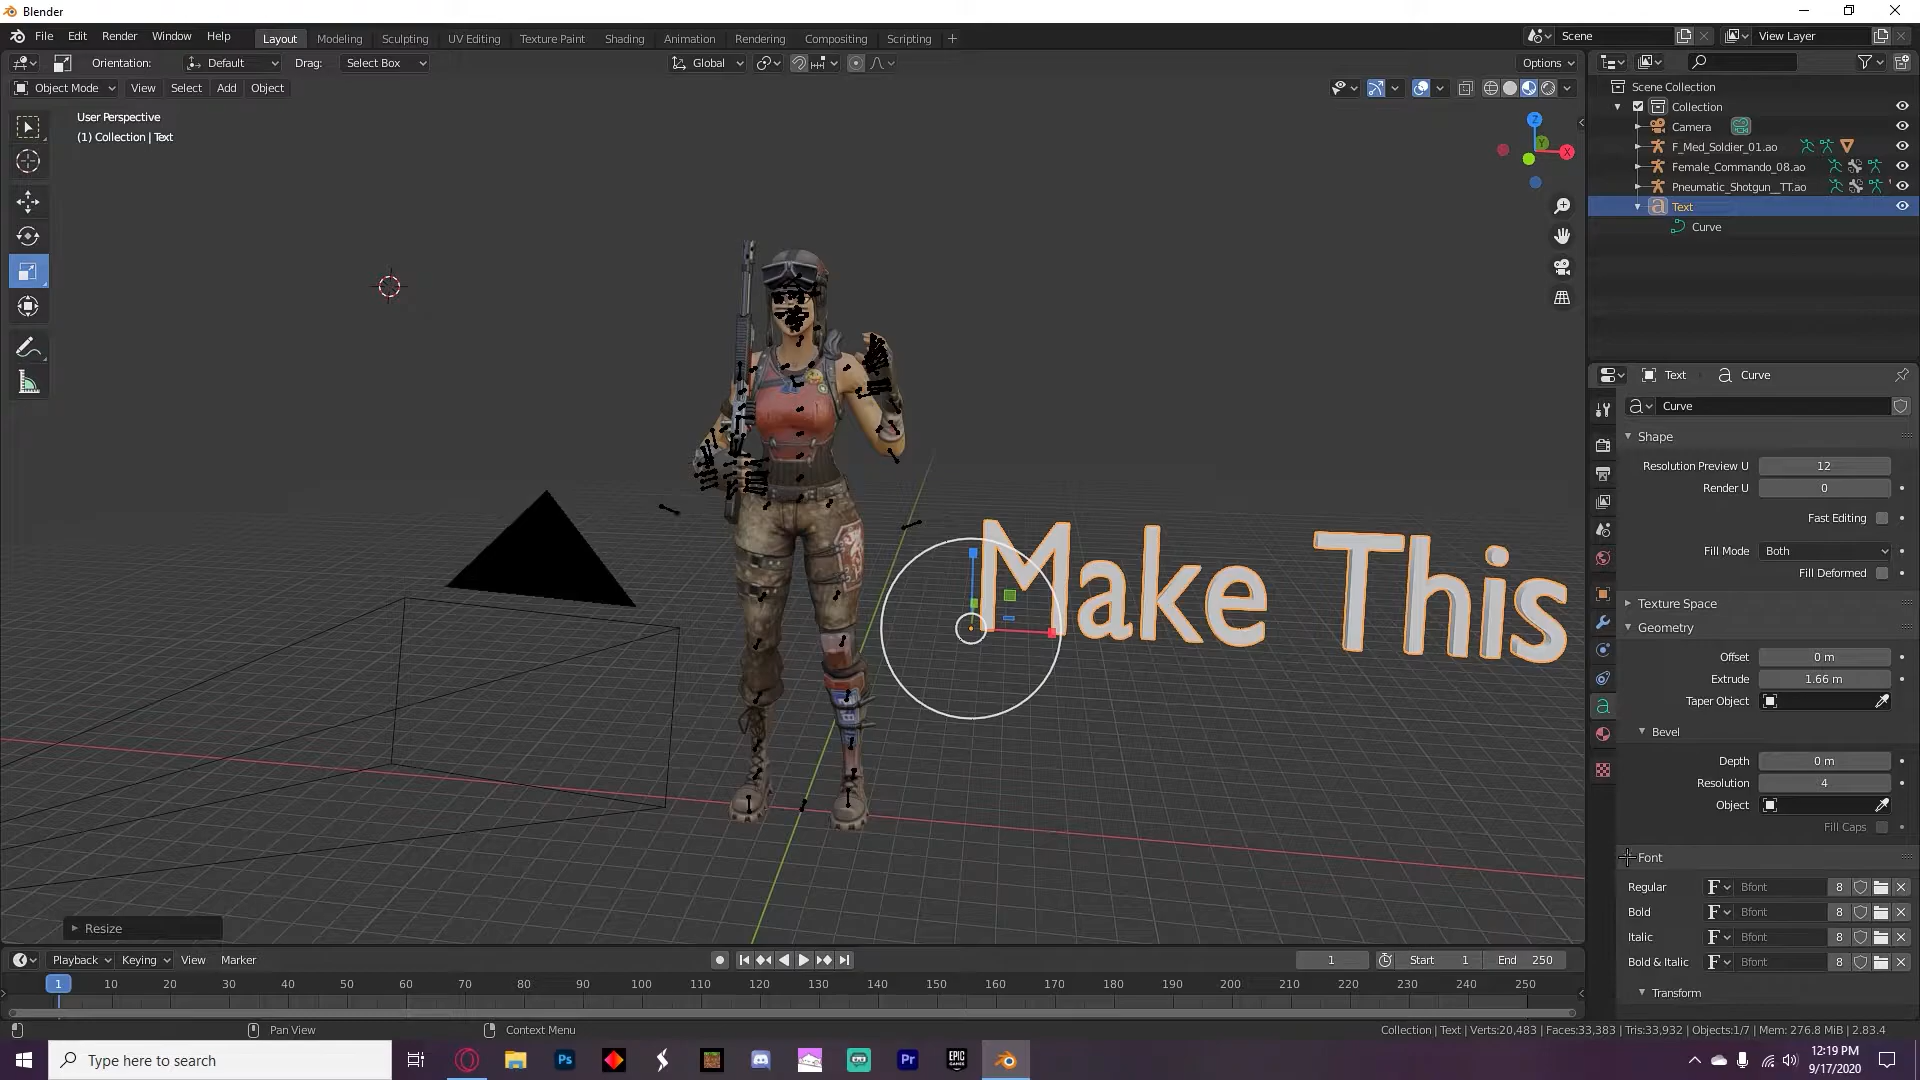 Blender
File Edit Render Window Help
Layout Modeling Sculpting UV Editing Texture Paint Shading Animation Rendering Compositing Scripting +
Scene
View Layer
Orientation: Default Drag: Select Box
Global
Options
Object Mode View Select Add Object
User Perspective
(1) Collection | Text
Z
Y
X
Scene Collection
Collection
Camera
F_Med_Soldier_01.ao
Female_Commando_08.ao
Pneumatic_Shotgun__TT.ao
Text
Curve
Make This
Text Curve
Curve
Shape
Resolution Preview U 12
Render U 0
Fast Editing
Fill Mode Both
Fill Deformed
Texture Space
Geometry
Offset 0 m
Extrude 1.66 m
Taper Object
Bevel
Depth 0 m
Resolution 4
Object
Fill Caps
Font
Regular Bfont 8
Bold Bfont 8
Italic Bfont 8
Bold & Italic Bfont 8
Transform
Resize
Playback Keying View Marker
1 Start 1 End 250
1 10 20 30 40 50 60 70 80 90 100 110 120 130 140 150 160 170 180 190 200 210 220 230 240 250
Pan View
Context Menu
Collection | Text | Verts:20,483 | Faces:33,383 | Tris:33,932 | Objects:1/7 | Mem: 276.8 MiB | 2.83.4
Type here to search
Ps
Pr
EPIC GAMES
12:19 PM
9/17/2020